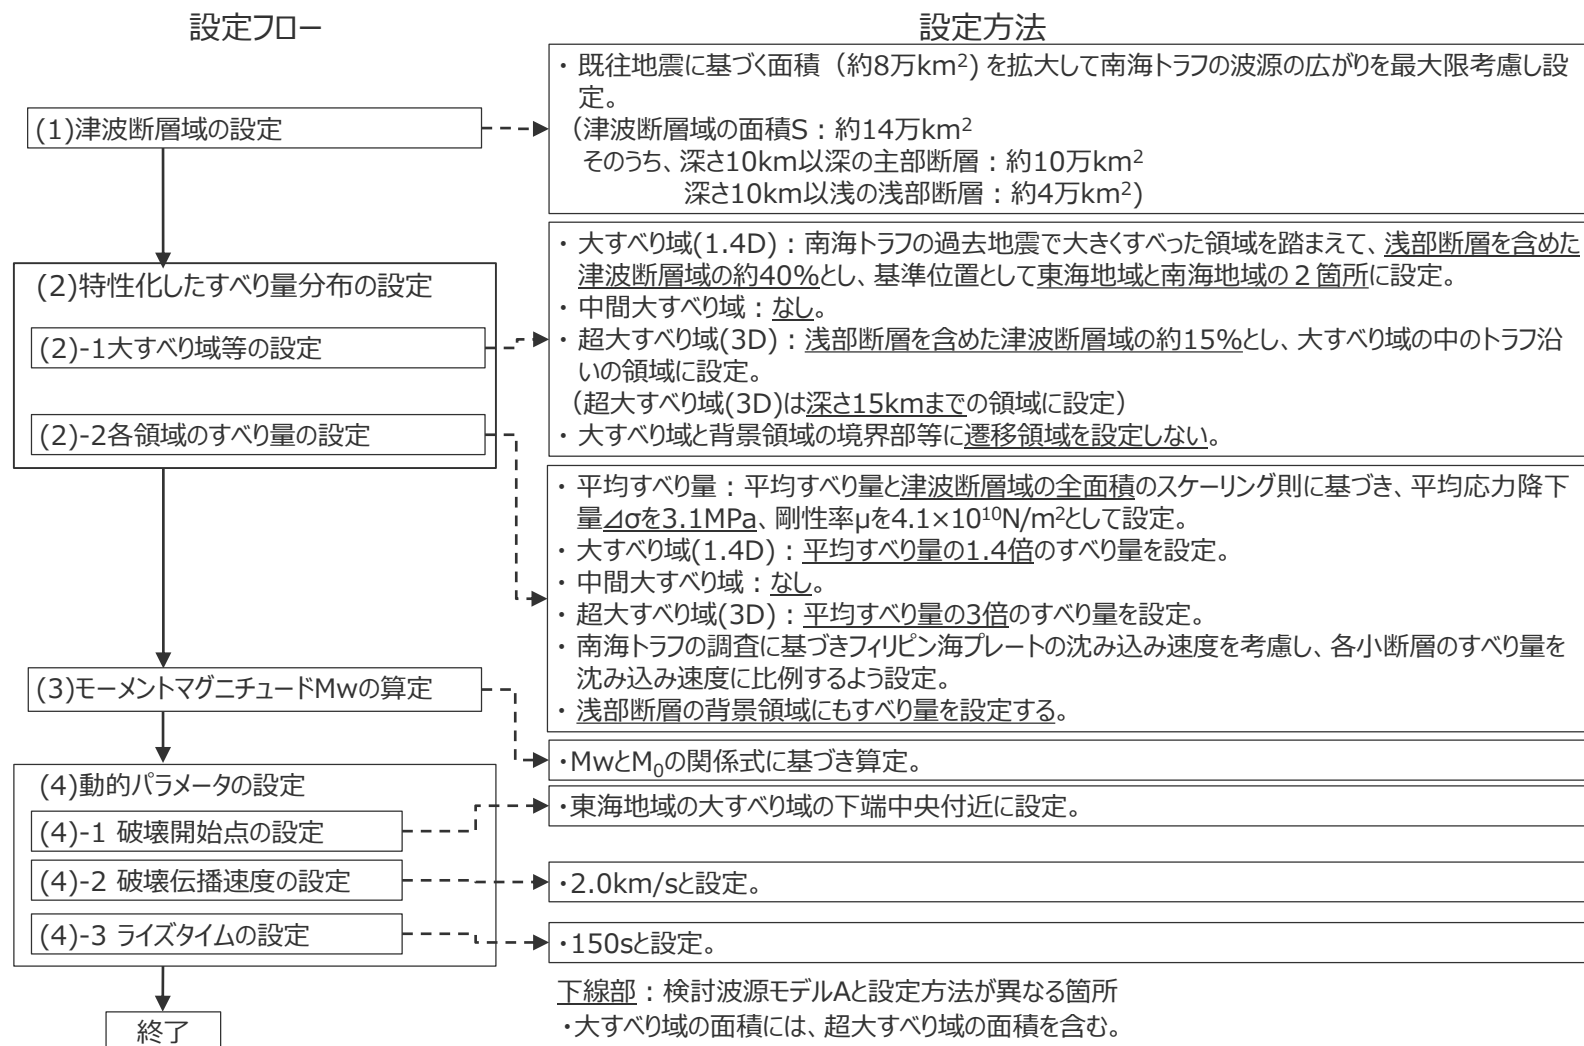 設定フロー
設定方法
(1)津波断層域の設定
・既往地震に基づく面積（約8万km²）を拡大して南海トラフの波源の広がりを最大限考慮し設
定。
（津波断層域の面積S：約14万km²
そのうち、深さ10km以深の主部断層：約10万km²
深さ10km以浅の浅部断層：約4万km²)
(2)特性化したすべり量分布の設定
(2)-1大すべり域等の設定
・大すべり域(1.4D)：南海トラフの過去地震で大きくすべった領域を踏まえて、浅部断層を含めた
津波断層域の約40%とし、基準位置として東海地域と南海地域の２箇所に設定。
・中間大すべり域：なし。
・超大すべり域(3D)：浅部断層を含めた津波断層域の約15%とし、大すべり域の中のトラフ沿
いの領域に設定。
（超大すべり域(3D)は深さ15kmまでの領域に設定）
・大すべり域と背景領域の境界部等に遷移領域を設定しない。
(2)-2各領域のすべり量の設定
・平均すべり量：平均すべり量と津波断層域の全面積のスケーリング則に基づき、平均応力降下
量⊿σを3.1MPa、剛性率μを4.1×10¹⁰N/m²として設定。
・大すべり域(1.4D)：平均すべり量の1.4倍のすべり量を設定。
・中間大すべり域：なし。
・超大すべり域(3D)：平均すべり量の3倍のすべり量を設定。
・南海トラフの調査に基づきフィリピン海プレートの沈み込み速度を考慮し、各小断層のすべり量を
沈み込み速度に比例するよう設定。
・浅部断層の背景領域にもすべり量を設定する。
(3)モーメントマグニチュードMwの算定
・MwとM₀の関係式に基づき算定。
(4)動的パラメータの設定
(4)-1 破壊開始点の設定
・東海地域の大すべり域の下端中央付近に設定。
(4)-2 破壊伝播速度の設定
・2.0km/sと設定。
(4)-3 ライズタイムの設定
・150sと設定。
終了
下線部：検討波源モデルAと設定方法が異なる箇所
・大すべり域の面積には、超大すべり域の面積を含む。